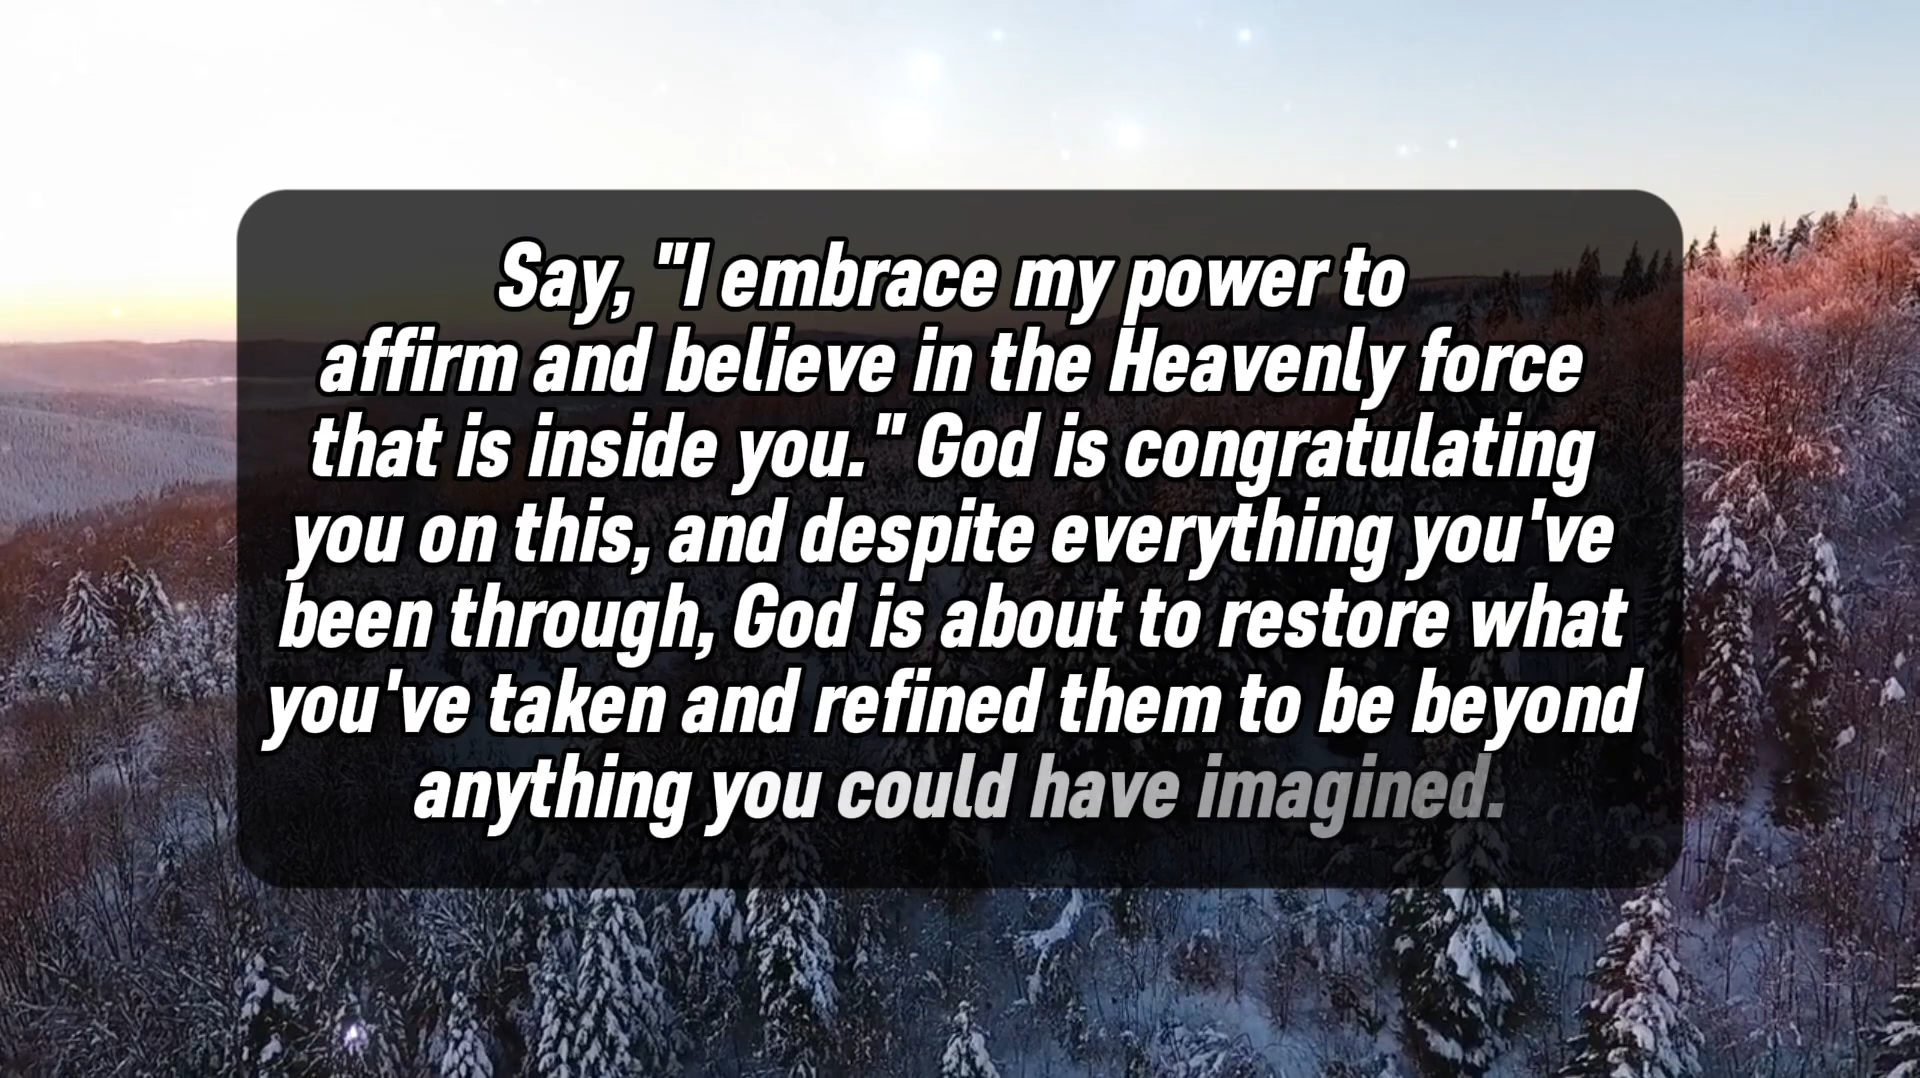 Say, "I embrace my power to
affirm and believe in the Heavenly force
that is inside you." God is congratulating
you on this, and despite everything you've
been through, God is about to restore what
you've taken and refined them to be beyond
anything you could have imagined.